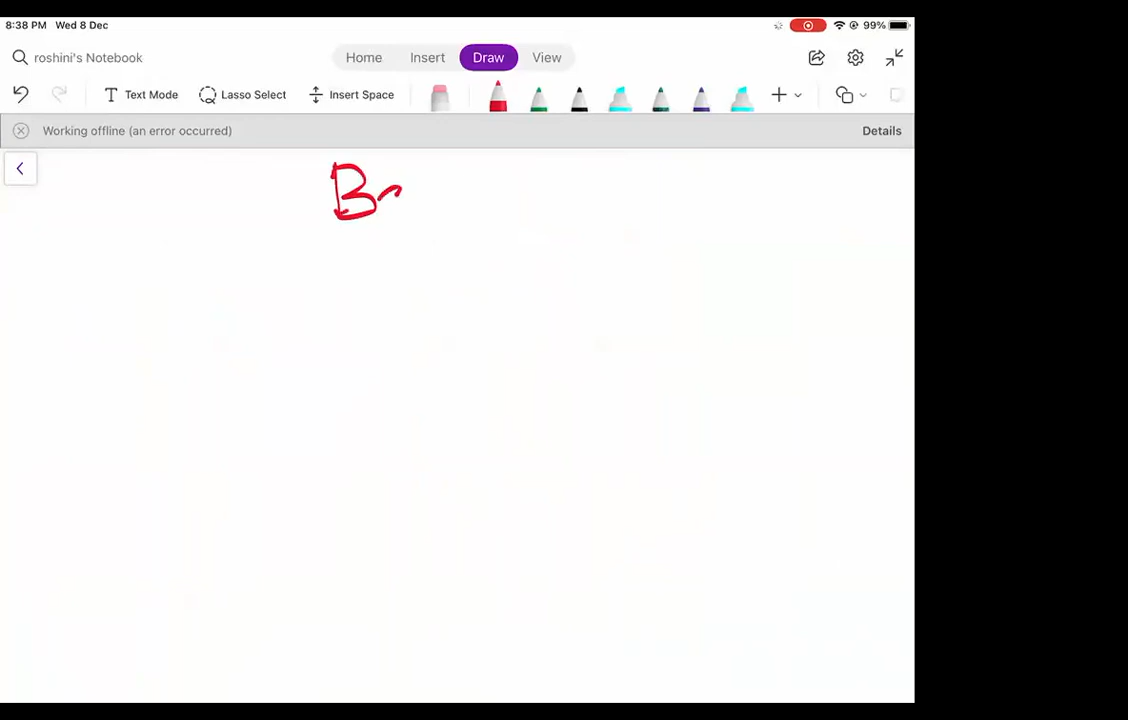 8:38 PM Wed 8 Dec 99%
roshini's Notebook Home Insert Draw View
Text Mode Lasso Select Insert Space
Working offline (an error occurred) Details
B